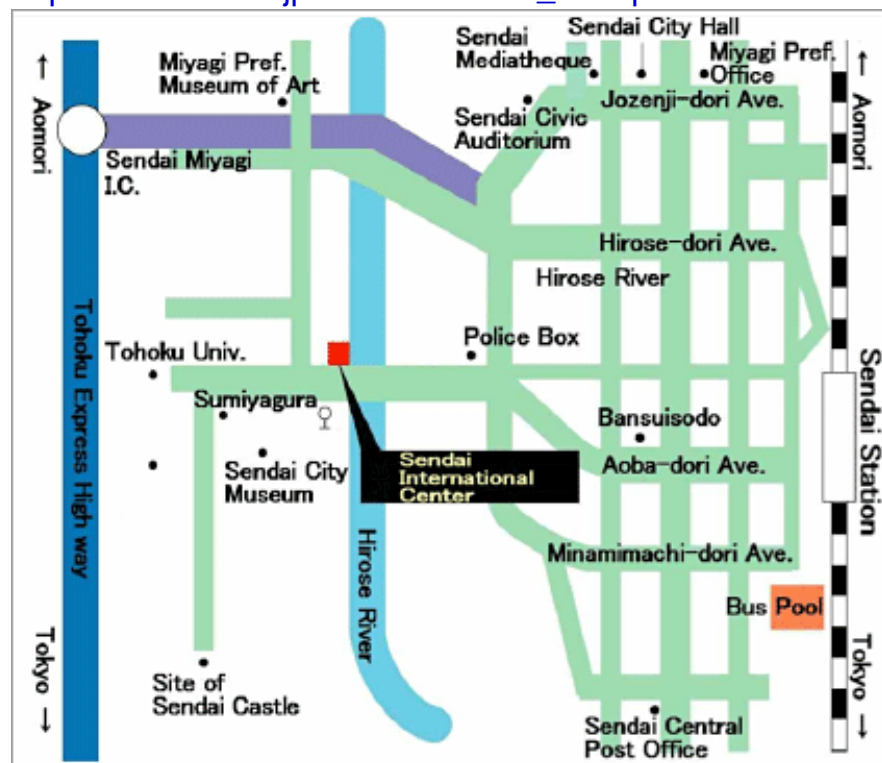 Sendai City Hall
Sendai
Mediatheque
Miyagi Pref.
Office
Miyagi Pref.
Museum of Art
← Aomori
← Aomori
Jozenji-dori Ave.
Sendai Civic
Auditorium
Sendai Miyagi
I.C.
Hirose-dori Ave.
Hirose River
Tohoku Express High way
Police Box
Tohoku Univ.
Sendai Station
Sumiyagura
Bansuisodo
Sendai
International
Center
Aoba-dori Ave.
Sendai City
Museum
Hirose River
Minamimachi-dori Ave.
Bus Pool
Tokyo →
Tokyo →
Site of
Sendai Castle
Sendai Central
Post Office